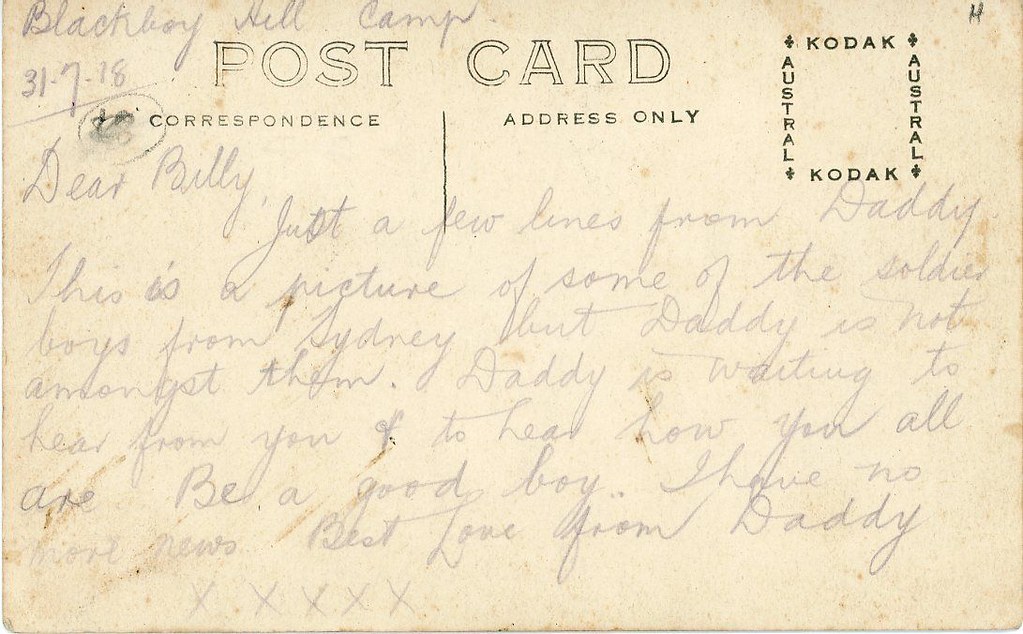 Blackboy Hill Camp.
H
31-7-18
POST CARD
KODAK
AUSTRAL
AUSTRAL
KODAK
CORRESPONDENCE
ADDRESS ONLY
Dear Billy,
Just a few lines from Daddy.
This is a picture of some of the soldier
boys from Sydney but Daddy is not
amongst them. Daddy is waiting to
hear from you & to hear how you all
are Be a good boy.. I have no
more news Best Love from Daddy
X X X X X